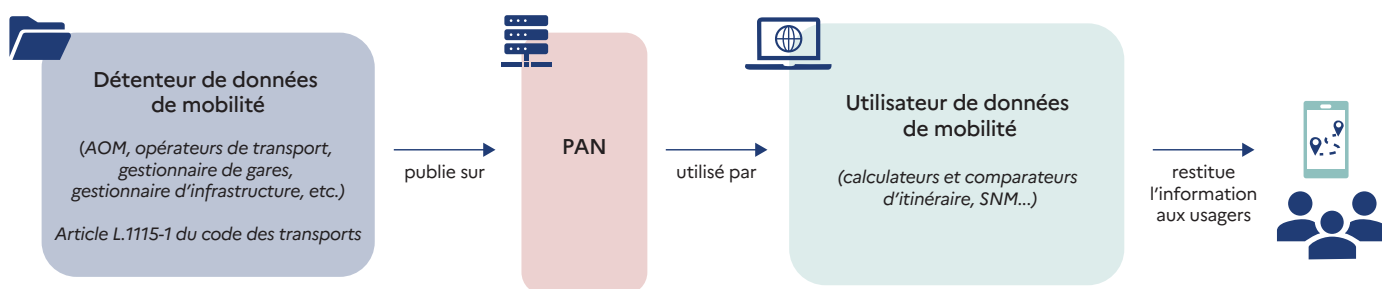 Détenteur de données
de mobilité
(AOM, opérateurs de transport,
gestionnaire de gares,
gestionnaire d’infrastructure, etc.)
Article L.1115-1 du code des transports
publie sur
PAN
utilisé par
Utilisateur de données
de mobilité
(calculateurs et comparateurs
d’itinéraire, SNM...)
restitue
l’information
aux usagers